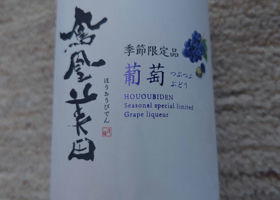 鳳凰美田
ほうおうびでん
季節限定品
葡萄
つぶつぶ
ぶどう
HOUOUBIDEN
Seasonal special limited
Grape liqueur